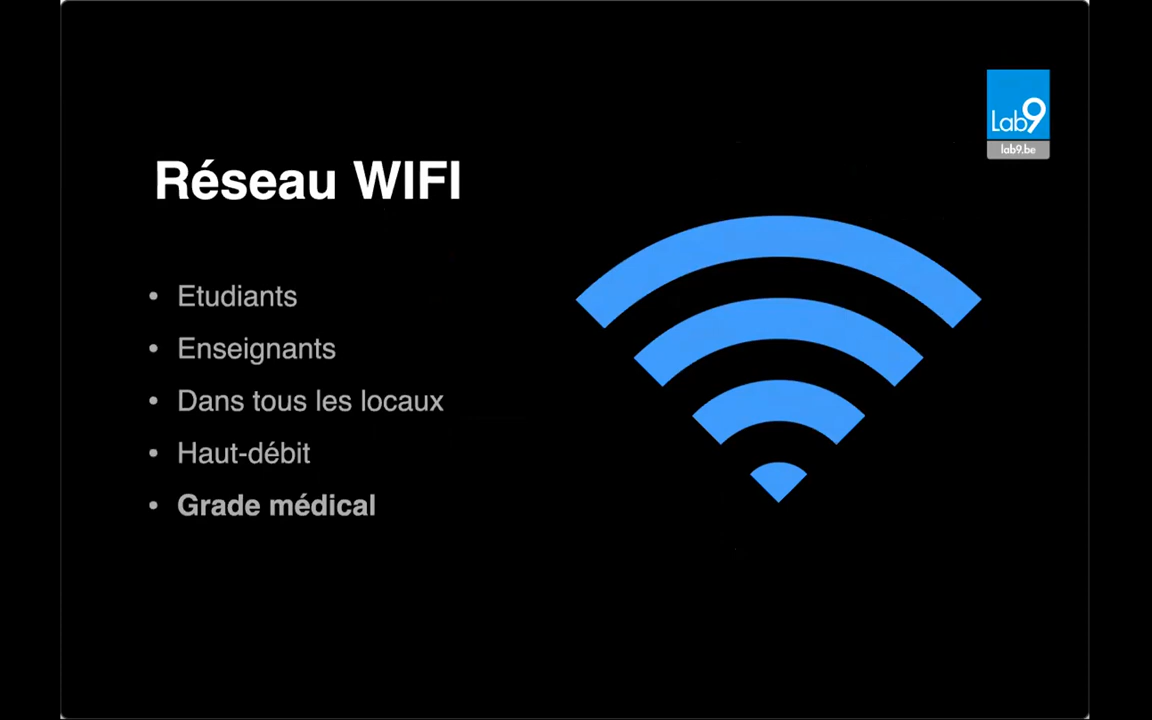 Lab9
lab9.be
Réseau WIFI
• Etudiants
• Enseignants
• Dans tous les locaux
• Haut-débit
• Grade médical